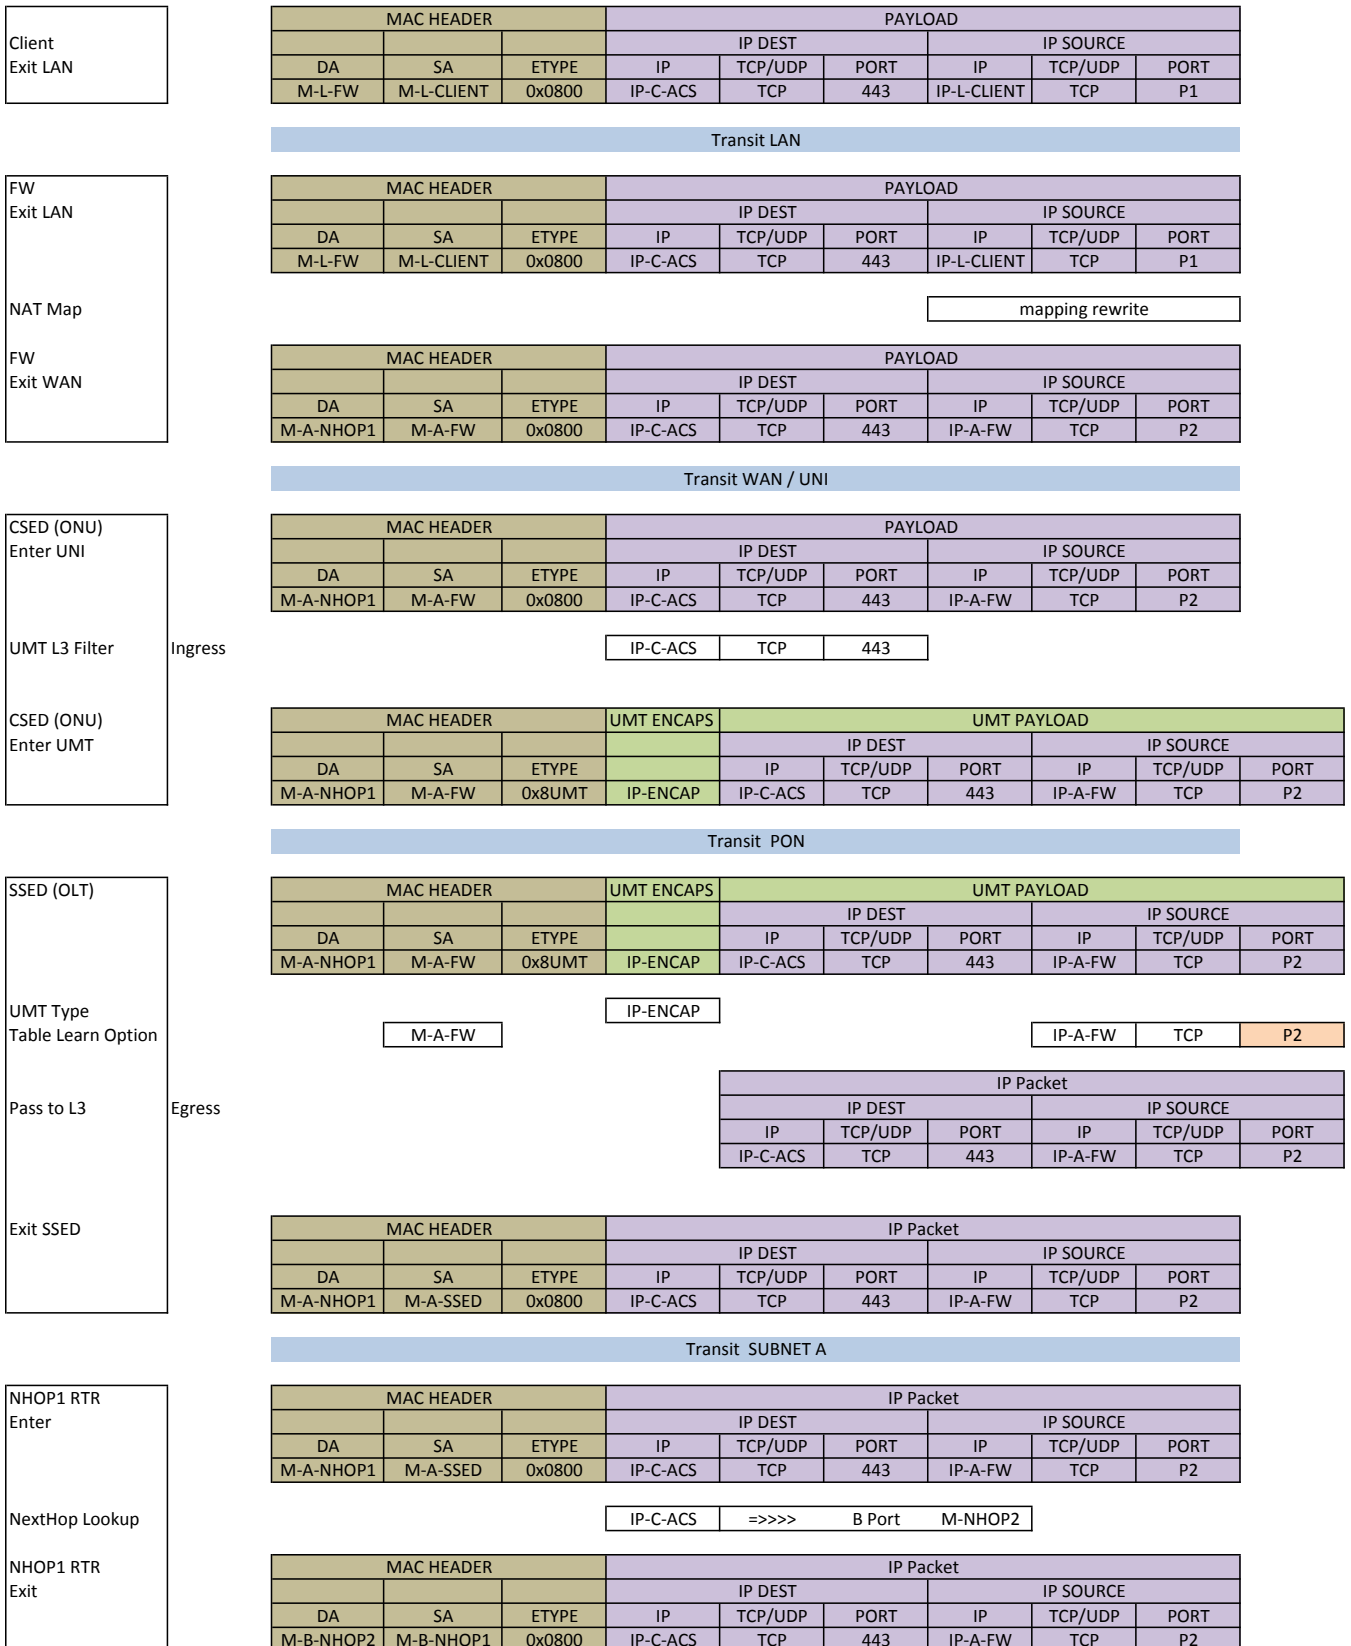 MAC HEADER PAYLOAD
Client IP DEST IP SOURCE
Exit LAN DA SA ETYPE IP TCP/UDP PORT IP TCP/UDP PORT
M-L-FW M-L-CLIENT 0x0800 IP-C-ACS TCP 443 IP-L-CLIENT TCP P1
Transit LAN
FW MAC HEADER PAYLOAD
Exit LAN IP DEST IP SOURCE
DA SA ETYPE IP TCP/UDP PORT IP TCP/UDP PORT
M-L-FW M-L-CLIENT 0x0800 IP-C-ACS TCP 443 IP-L-CLIENT TCP P1
NAT Map mapping rewrite
FW MAC HEADER PAYLOAD
Exit WAN IP DEST IP SOURCE
DA SA ETYPE IP TCP/UDP PORT IP TCP/UDP PORT
M-A-NHOP1 M-A-FW 0x0800 IP-C-ACS TCP 443 IP-A-FW TCP P2
Transit WAN / UNI
CSED (ONU) MAC HEADER PAYLOAD
Enter UNI IP DEST IP SOURCE
DA SA ETYPE IP TCP/UDP PORT IP TCP/UDP PORT
M-A-NHOP1 M-A-FW 0x0800 IP-C-ACS TCP 443 IP-A-FW TCP P2
UMT L3 Filter Ingress IP-C-ACS TCP 443
CSED (ONU) MAC HEADER UMT ENCAPS UMT PAYLOAD
Enter UMT IP DEST IP SOURCE
DA SA ETYPE IP TCP/UDP PORT IP TCP/UDP PORT
M-A-NHOP1 M-A-FW 0x8UMT IP-ENCAP IP-C-ACS TCP 443 IP-A-FW TCP P2
Transit PON
SSED (OLT) MAC HEADER UMT ENCAPS UMT PAYLOAD
IP DEST IP SOURCE
DA SA ETYPE IP TCP/UDP PORT IP TCP/UDP PORT
M-A-NHOP1 M-A-FW 0x8UMT IP-ENCAP IP-C-ACS TCP 443 IP-A-FW TCP P2
UMT Type IP-ENCAP
Table Learn Option M-A-FW IP-A-FW TCP P2
IP Packet
Pass to L3 Egress IP DEST IP SOURCE
IP TCP/UDP PORT IP TCP/UDP PORT
IP-C-ACS TCP 443 IP-A-FW TCP P2
Exit SSED MAC HEADER IP Packet
IP DEST IP SOURCE
DA SA ETYPE IP TCP/UDP PORT IP TCP/UDP PORT
M-A-NHOP1 M-A-SSED 0x0800 IP-C-ACS TCP 443 IP-A-FW TCP P2
Transit SUBNET A
NHOP1 RTR MAC HEADER IP Packet
Enter IP DEST IP SOURCE
DA SA ETYPE IP TCP/UDP PORT IP TCP/UDP PORT
M-A-NHOP1 M-A-SSED 0x0800 IP-C-ACS TCP 443 IP-A-FW TCP P2
NextHop Lookup IP-C-ACS =>>>> B Port M-NHOP2
NHOP1 RTR MAC HEADER IP Packet
Exit IP DEST IP SOURCE
DA SA ETYPE IP TCP/UDP PORT IP TCP/UDP PORT
M-B-NHOP2 M-B-NHOP1 0x0800 IP-C-ACS TCP 443 IP-A-FW TCP P2